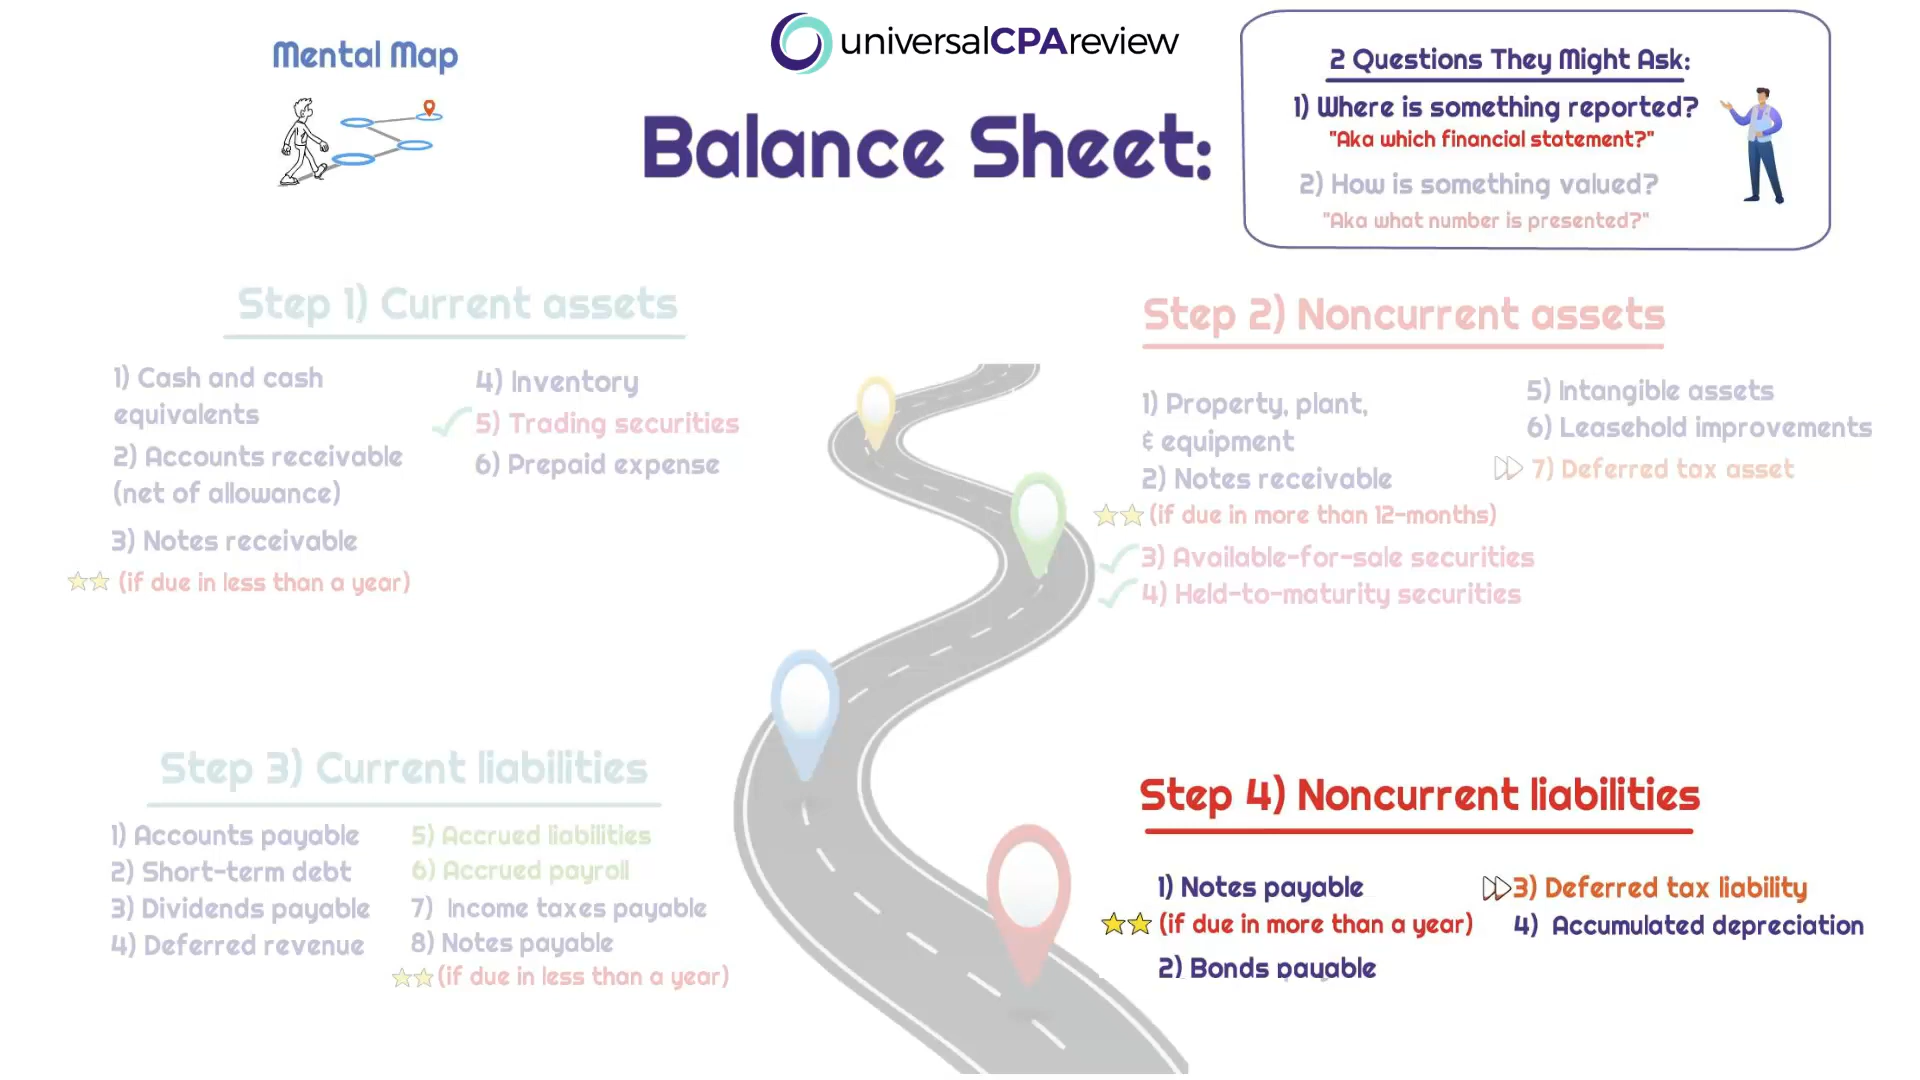 Mental Map
universalCPAreview
Balance Sheet:
2 Questions They Might Ask:
1) Where is something reported?
"Aka which financial statement?"
2) How is something valued?
"Aka what number is presented?"
Step 1) Current assets
1) Cash and cash
equivalents
2) Accounts receivable
(net of allowance)
3) Notes receivable
(if due in less than a year)
4) Inventory
5) Trading securities
6) Prepaid expense
Step 2) Noncurrent assets
1) Property, plant,
& equipment
2) Notes receivable
(if due in more than 12-months)
3) Available-for-sale securities
4) Held-to-maturity securities
5) Intangible assets
6) Leasehold improvements
7) Deferred tax asset
Step 3) Current liabilities
1) Accounts payable
2) Short-term debt
3) Dividends payable
4) Deferred revenue
5) Accrued liabilities
6) Accrued payroll
7) Income taxes payable
8) Notes payable
(if due in less than a year)
Step 4) Noncurrent liabilities
1) Notes payable
(if due in more than a year)
2) Bonds payable
3) Deferred tax liability
4) Accumulated depreciation